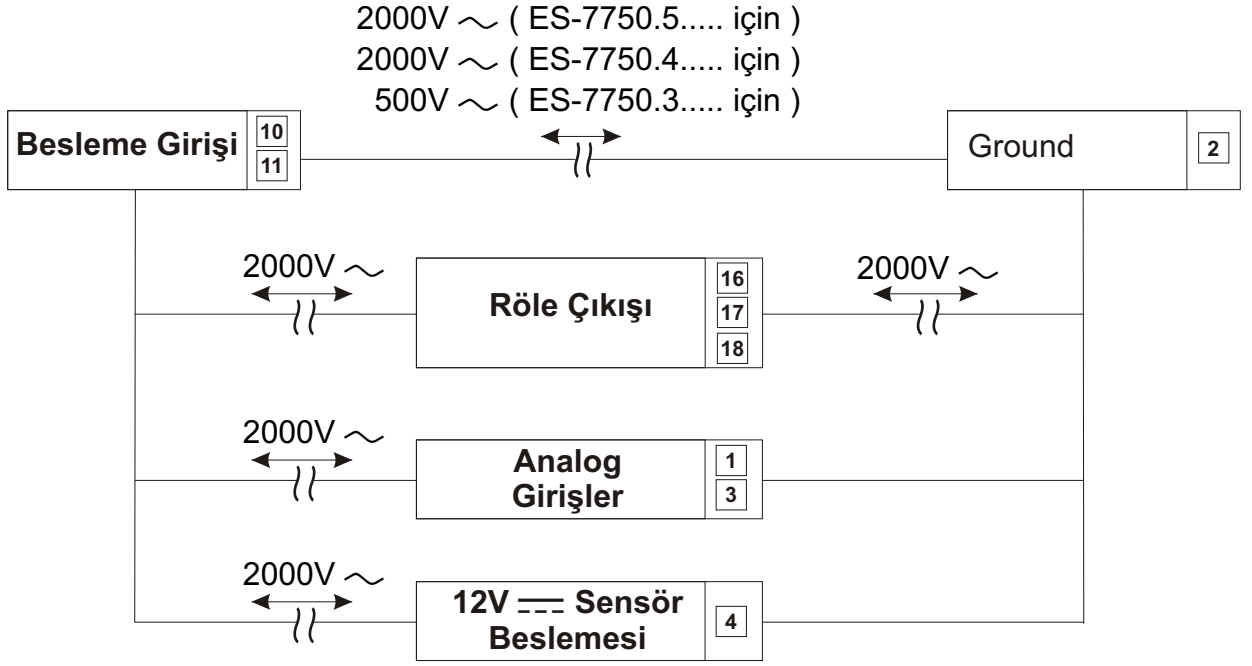 2000V ~ ( ES-7750.5..... için )
2000V ~ ( ES-7750.4..... için )
500V ~ ( ES-7750.3..... için )
Besleme Girişi
10
11
Ground
2
2000V ~
Röle Çıkışı
16
17
18
2000V ~
2000V ~
Analog
Girişler
1
3
2000V ~
12V ⎓ Sensör
Beslemesi
4